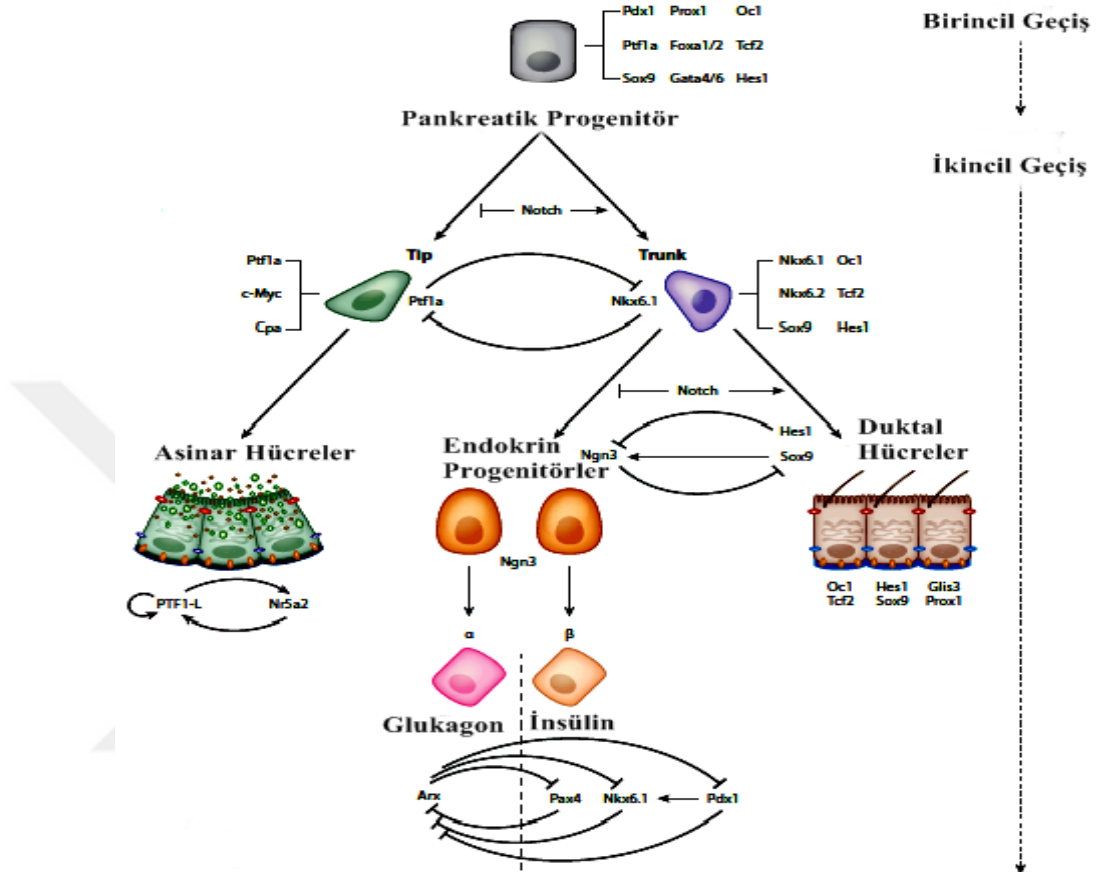 Pdx1 Prox1 Oc1
Birincil Geçiş
Ptf1a Foxa1/2 Tcf2
Sox9 Gata4/6 Hes1
Pankreatik Progenitör
İkincil Geçiş
Notch
Tip
Trunk
Ptf1a
c-Myc
Cpa
Ptf1a
Nkx6.1
Nkx6.1 Oc1
Nkx6.2 Tcf2
Sox9 Hes1
Notch
Asinar Hücreler
Endokrin
Progenitörler
Ngn3
Hes1
Sox9
Duktal
Hücreler
Ngn3
PTF1-L
Nr5a2
Oc1 Hes1 Glis3
Tcf2 Sox9 Prox1
α
β
Glukagon
İnsülin
Arx
Pax4
Nkx6.1
Pdx1